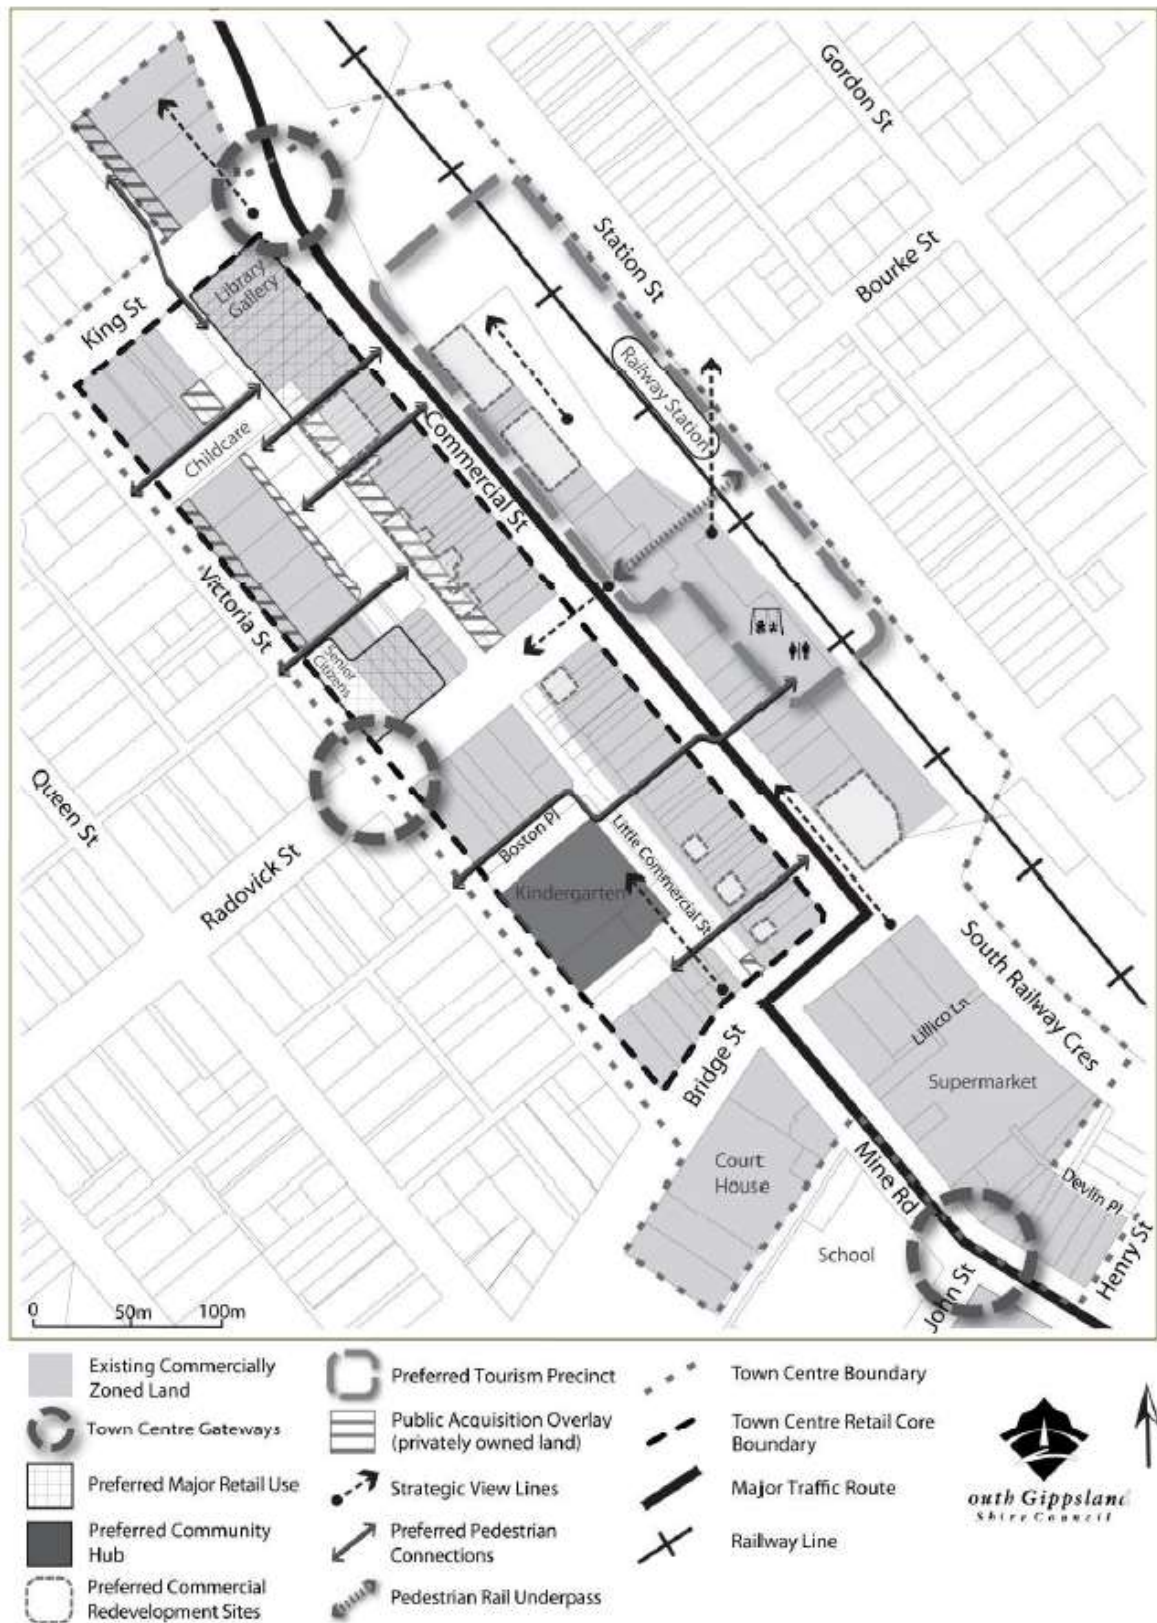 Gordon St
Station St
Bourke St
King St
Library
Gallery
Railway Station
Childcare
Commercial St
Victoria St
Senior
Citizens
Queen St
Radovick St
Boston Pl
Little Commercial St
Kindergarten
South Railway Cres
Lillico Ln
Supermarket
Bridge St
Court
House
Mine Rd
Devlin Pl
School
John St
Henry St
0 50m 100m
Existing Commercially
Zoned Land
Town Centre Gateways
Preferred Major Retail Use
Preferred Community
Hub
Preferred Commercial
Redevelopment Sites
Preferred Tourism Precinct
Public Acquisition Overlay
(privately owned land)
Strategic View Lines
Preferred Pedestrian
Connections
Pedestrian Rail Underpass
Town Centre Boundary
Town Centre Retail Core
Boundary
Major Traffic Route
Railway Line
outh Gippsland
Shire Council